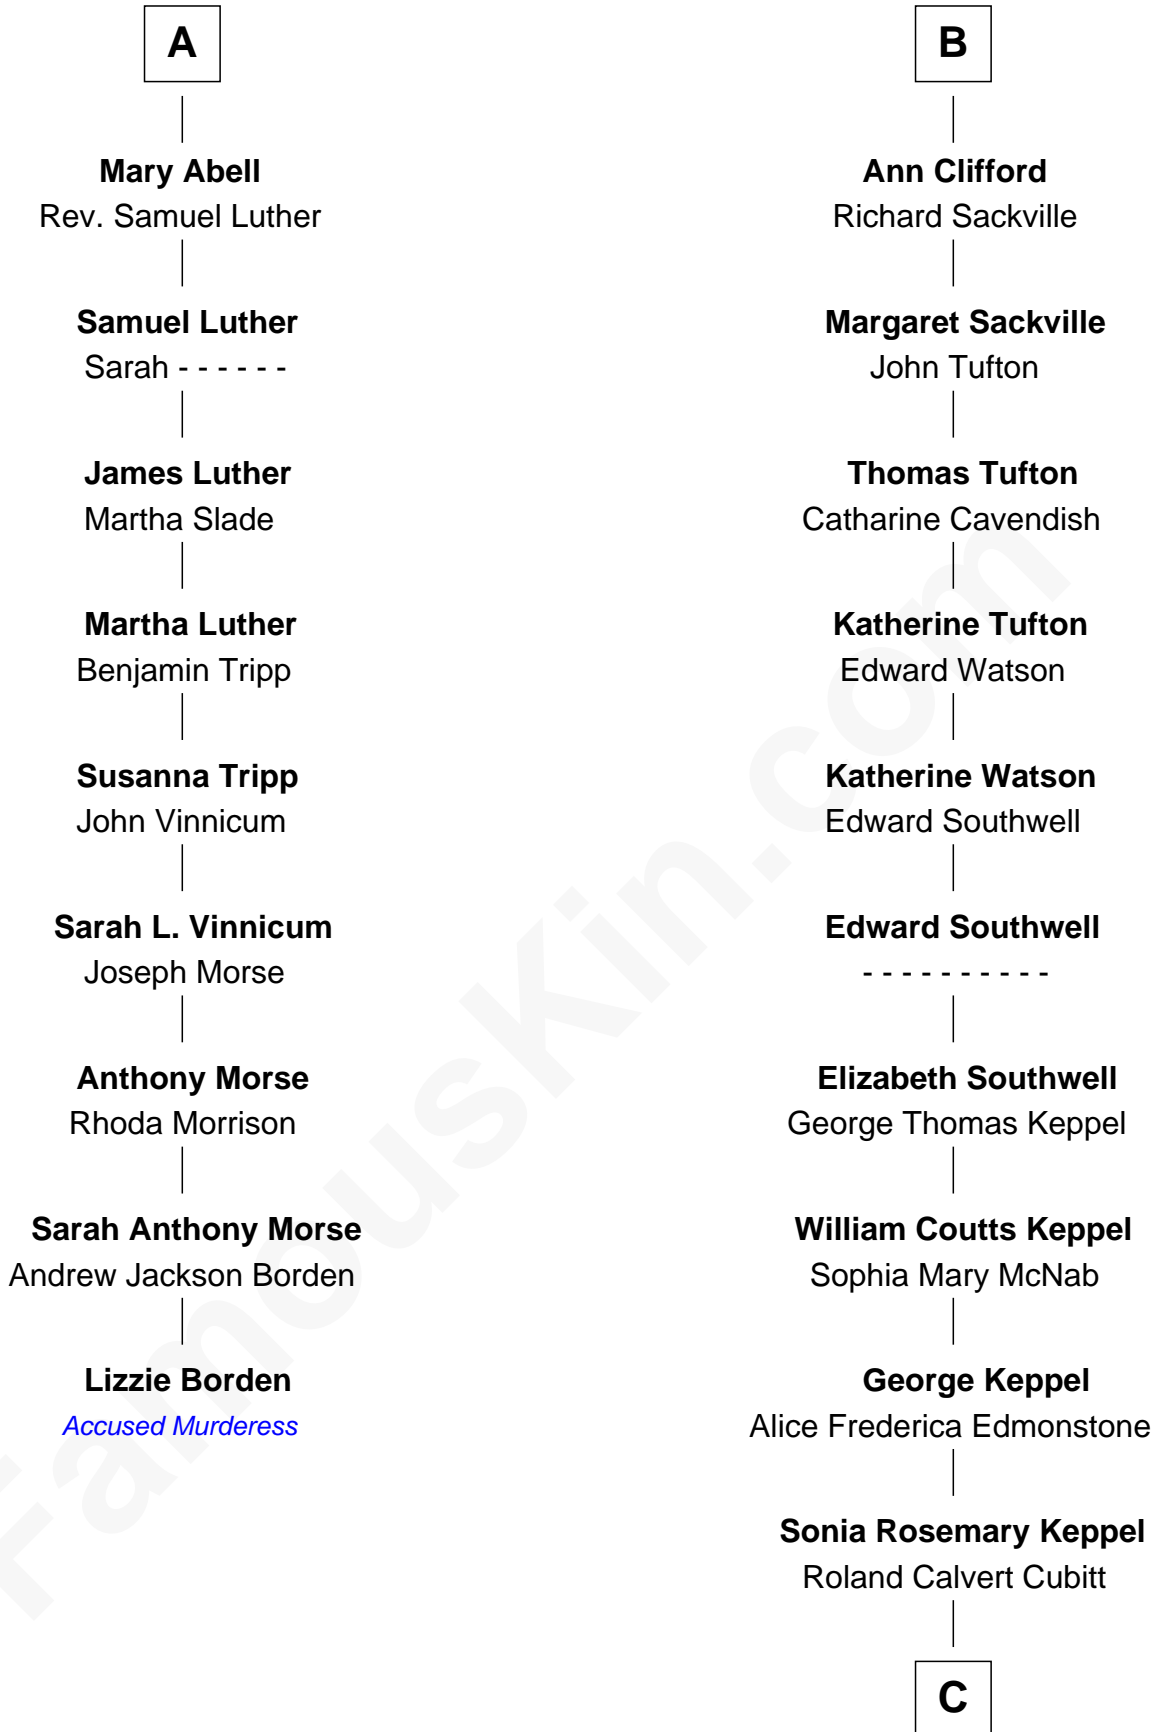 A
Mary Abell
Rev. Samuel Luther
Samuel Luther
Sarah - - - - - -
James Luther
Martha Slade
Martha Luther
Benjamin Tripp
Susanna Tripp
John Vinnicum
Sarah L. Vinnicum
Joseph Morse
Anthony Morse
Rhoda Morrison
Sarah Anthony Morse
Andrew Jackson Borden
Lizzie Borden
Accused Murderess
B
Ann Clifford
Richard Sackville
Margaret Sackville
John Tufton
Thomas Tufton
Catharine Cavendish
Katherine Tufton
Edward Watson
Katherine Watson
Edward Southwell
Edward Southwell
- - - - - - - - - -
Elizabeth Southwell
George Thomas Keppel
William Coutts Keppel
Sophia Mary McNab
George Keppel
Alice Frederica Edmonstone
Sonia Rosemary Keppel
Roland Calvert Cubitt
C
FamousKin.com